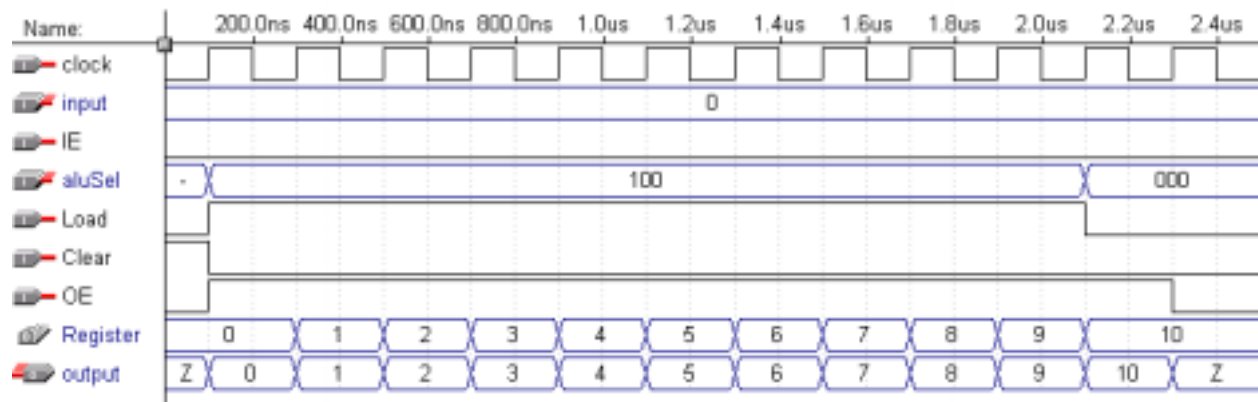 Name: 200.0ns 400.0ns 600.0ns 800.0ns 1.0us 1.2us 1.4us 1.6us 1.8us 2.0us 2.2us 2.4us
clock
input 0
IE
aluSel - 100 000
Load
Clear
OE
Register 0 1 2 3 4 5 6 7 8 9 10
output Z 0 1 2 3 4 5 6 7 8 9 10 Z